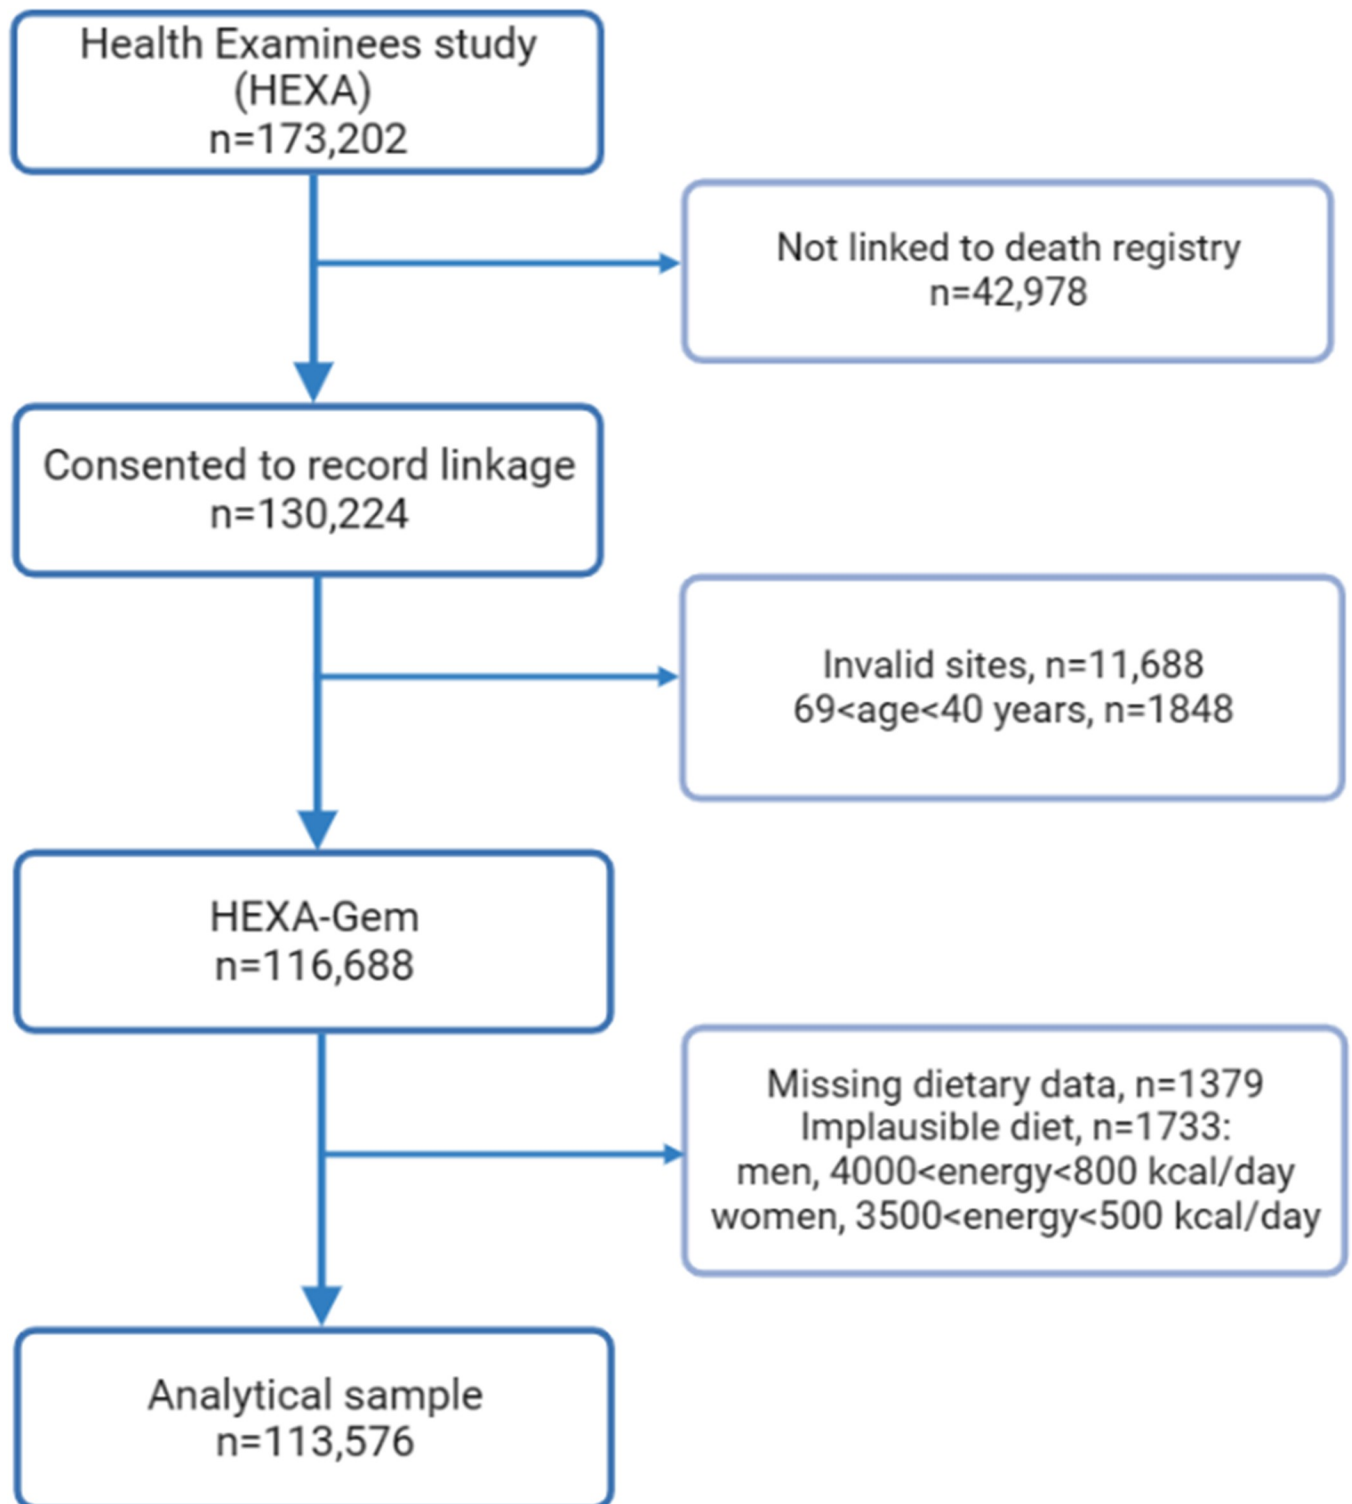 Health Examinees study
(HEXA)
n=173,202
Not linked to death registry
n=42,978
Consented to record linkage
n=130,224
Invalid sites, n=11,688
69<age<40 years, n=1848
HEXA-Gem
n=116,688
Missing dietary data, n=1379
Implausible diet, n=1733:
men, 4000<energy<800 kcal/day
women, 3500<energy<500 kcal/day
Analytical sample
n=113,576